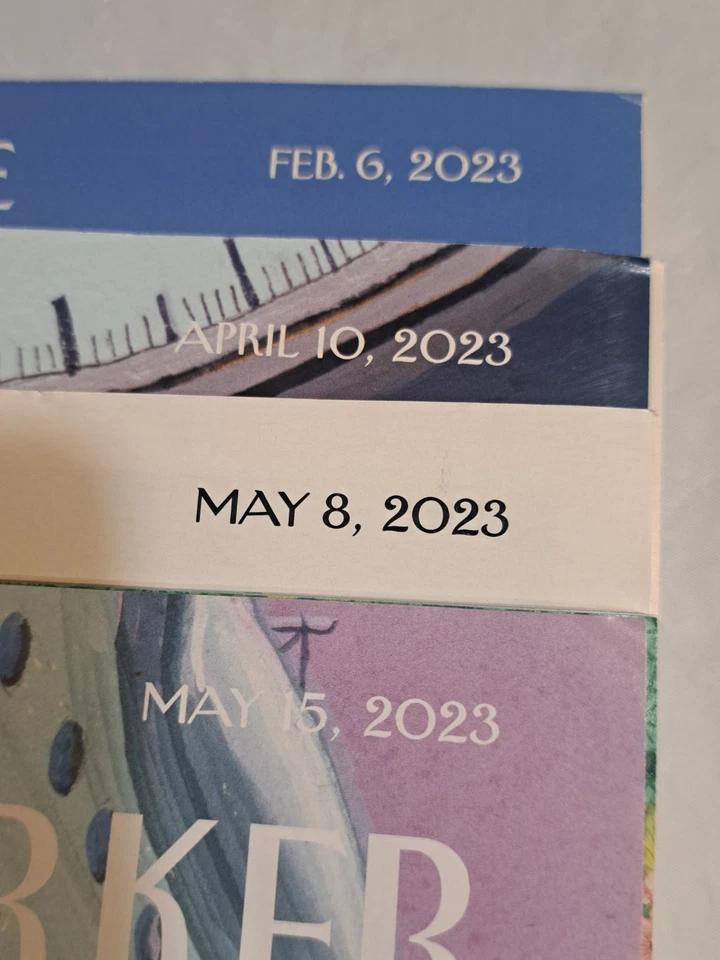 E
FEB. 6, 2023
APRIL 10, 2023
MAY 8, 2023
MAY 15, 2023
RKER